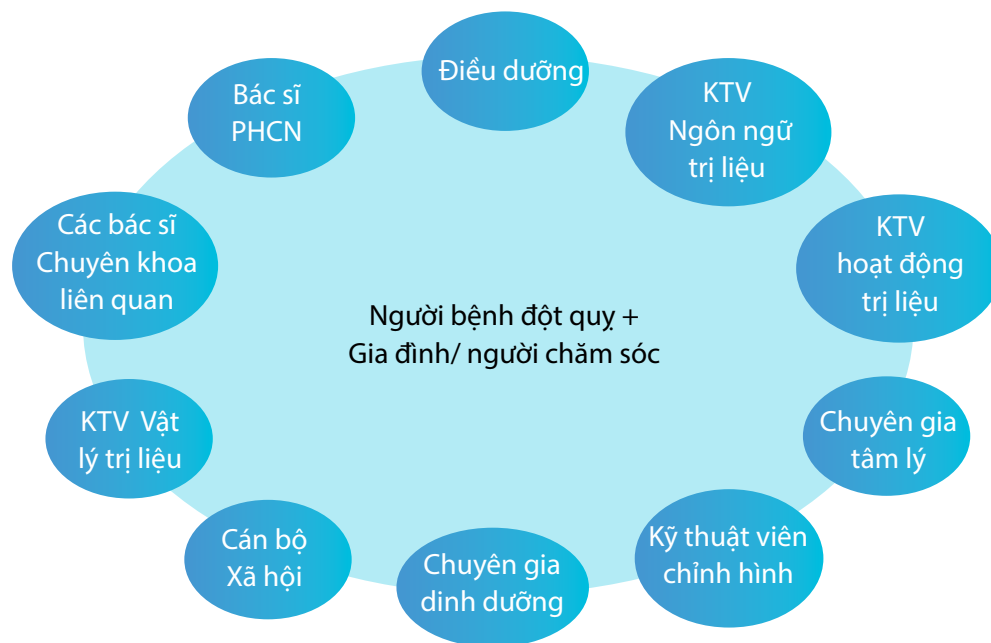 Điều dưỡng
Bác sĩ
PHCN
KTV
Ngôn ngữ
trị liệu
Các bác sĩ
Chuyên khoa
liên quan
KTV
hoạt động
trị liệu
Người bệnh đột quỵ +
Gia đình/ người chăm sóc
KTV Vật
lý trị liệu
Chuyên gia
tâm lý
Cán bộ
Xã hội
Chuyên gia
dinh dưỡng
Kỹ thuật viên
chỉnh hình